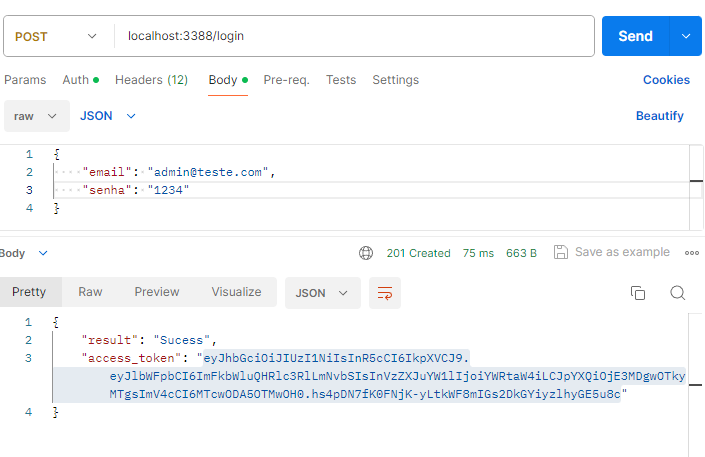 POST localhost:3388/login Send
Params Auth Headers (12) Body Pre-req. Tests Settings Cookies
raw JSON Beautify
1 {
2 "email": "admin@teste.com",
3 "senha": "1234"
4 }
Body 201 Created 75 ms 663 B Save as example
Pretty Raw Preview Visualize JSON
1 {
2 "result": "Sucess",
3 "access_token": "eyJhbGciOiJIUzI1NiIsInR5cCI6IkpXVCJ9.
eyJlbWFpbCI6ImFkbWluQHRlc3RlLmNvbSIsInVzZXJuYW1lIjoiYWRtaW4iLCJpYXQiOjE3MDgwOTky
MTgsImV4cCI6MTcwODA5OTMwOH0.hs4pDN7fK0FNjK-yLtkWF8mIGs2DkGYiyzlhyGE5u8c"
4 }